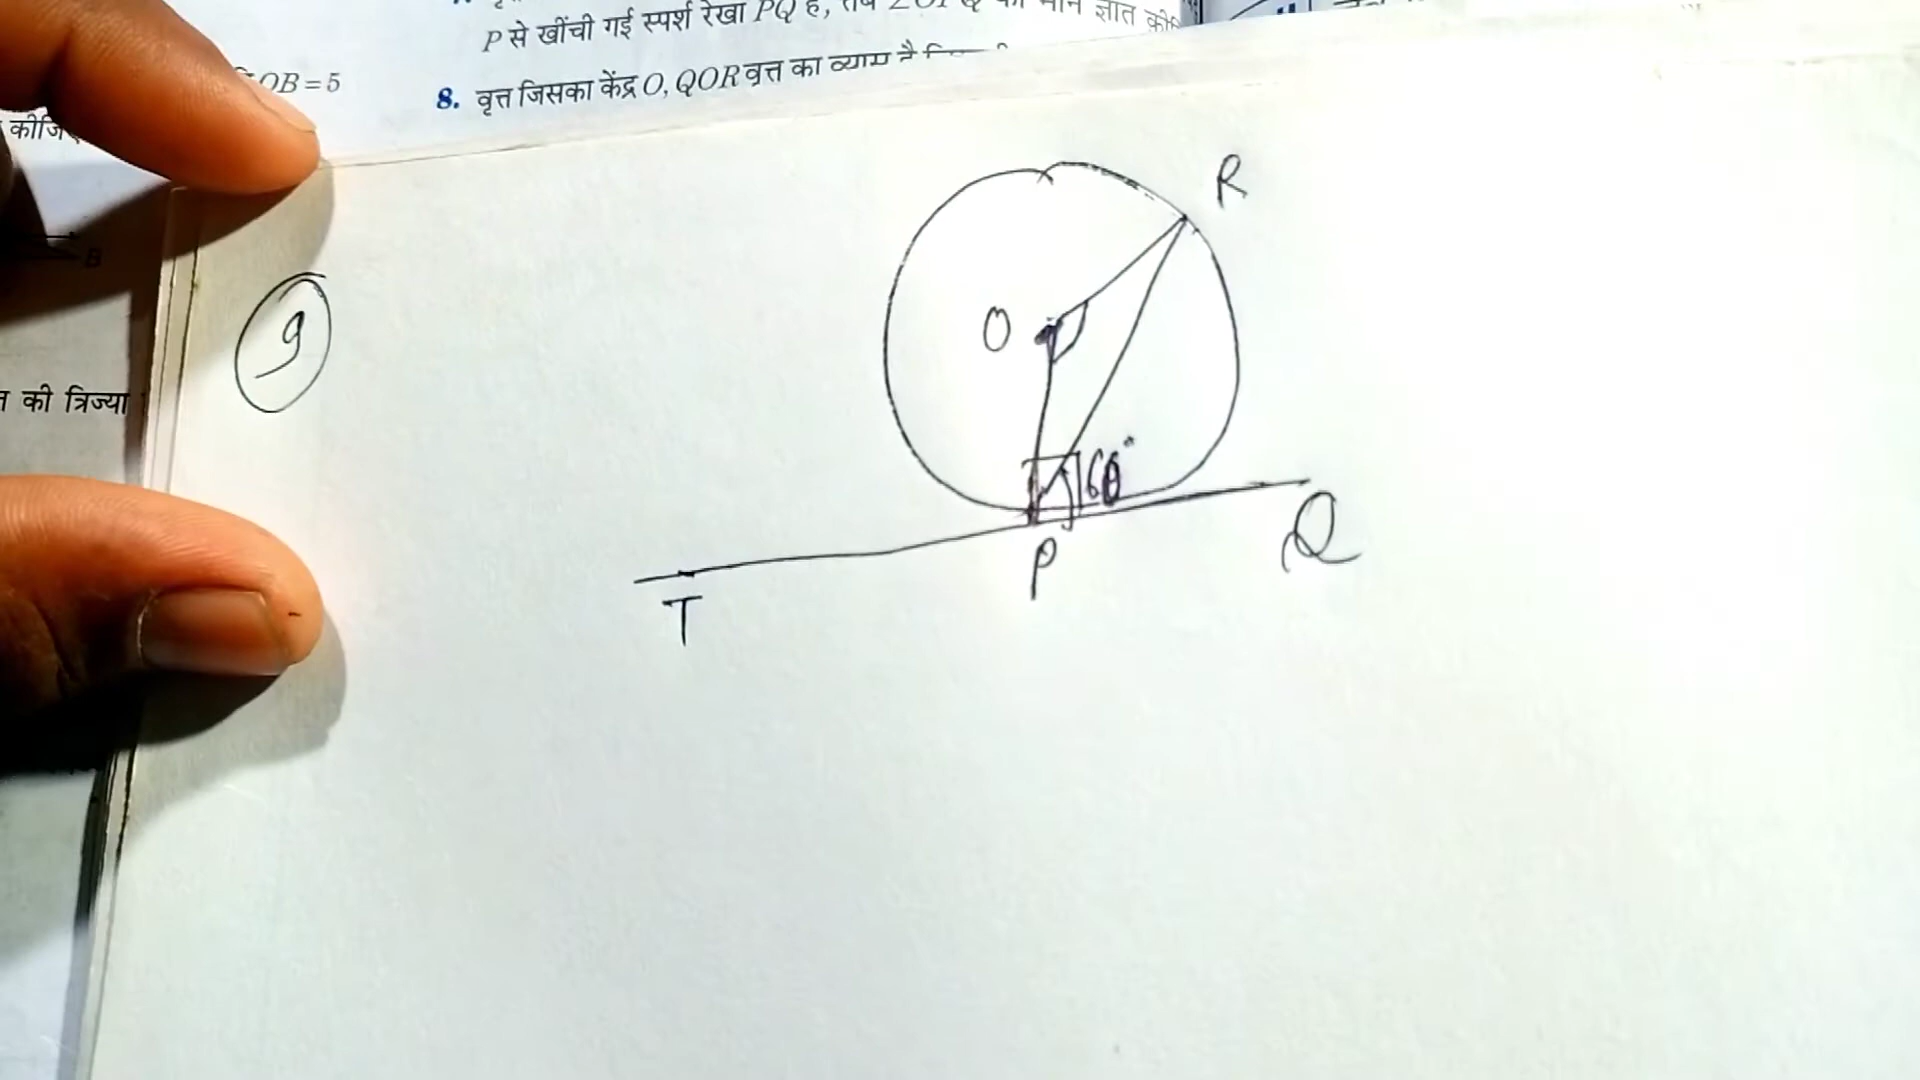 P से खींची गई स्पर्श रेखा PQ है,
ज्ञात
OB = 5
8. वृत्त जिसका केंद्र O, QOR वृत्त का व्यास है
B
की त्रिज्या
9
R
O
60°
Q
P
T